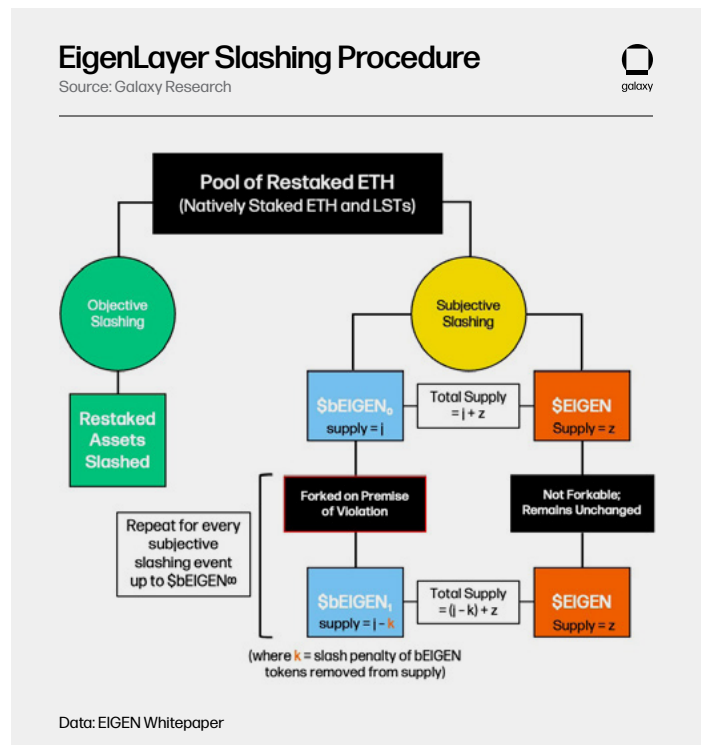 EigenLayer Slashing Procedure
Source: Galaxy Research
galaxy
Pool of Restaked ETH
(Natively Staked ETH and LSTs)
Objective
Slashing
Subjective
Slashing
Restaked
Assets
Slashed
$bEIGEN₀
supply = j
Total Supply
= j + z
$EIGEN
Supply = z
Forked on Premise
of Violation
Not Forkable;
Remains Unchanged
Repeat for every
subjective
slashing event
up to $bEIGEN∞
$bEIGEN₁
supply = j - k
Total Supply
= (j - k) + z
$EIGEN
Supply = z
(where k = slash penalty of bEIGEN
tokens removed from supply)
Data: EIGEN Whitepaper